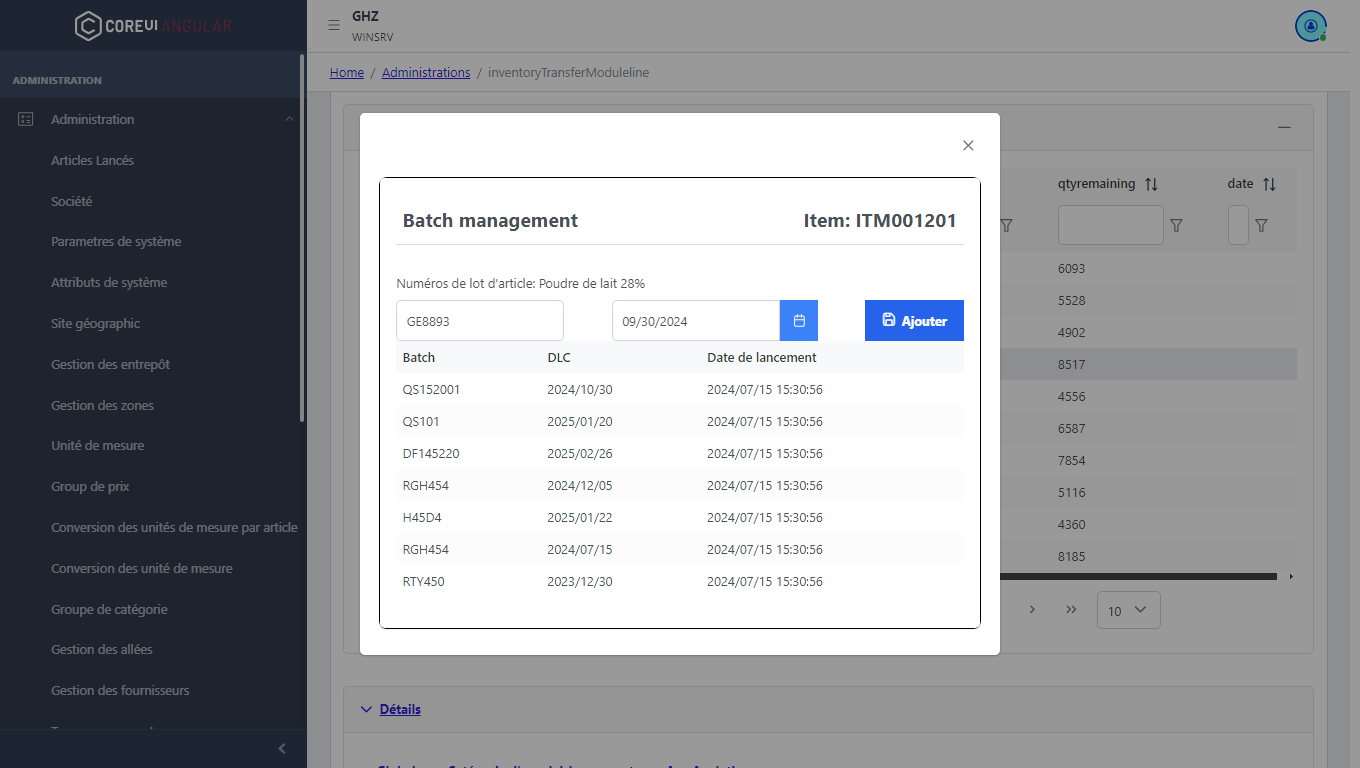 COREUI ANGULAR
GHZ
WINSRV
ADMINISTRATION
Home / Administrations / inventoryTransferModuleline
Administration
Articles Lancés
Société
Parametres de système
Attributs de système
Site géographic
Gestion des entrepôt
Gestion des zones
Unité de mesure
Group de prix
Conversion des unités de mesure par article
Conversion des unité de mesure
Groupe de catégorie
Gestion des allées
Gestion des fournisseurs
Batch management Item: ITM001201
Numéros de lot d'article: Poudre de lait 28%
GE8893 09/30/2024 Ajouter
Batch DLC Date de lancement
QS152001 2024/10/30 2024/07/15 15:30:56
QS101 2025/01/20 2024/07/15 15:30:56
DF145220 2025/02/26 2024/07/15 15:30:56
RGH454 2024/12/05 2024/07/15 15:30:56
H45D4 2025/01/22 2024/07/15 15:30:56
RGH454 2024/07/15 2024/07/15 15:30:56
RTY450 2023/12/30 2024/07/15 15:30:56
qtyremaining date
6093
5528
4902
8517
4556
6587
7854
5116
4360
8185
10
Détails